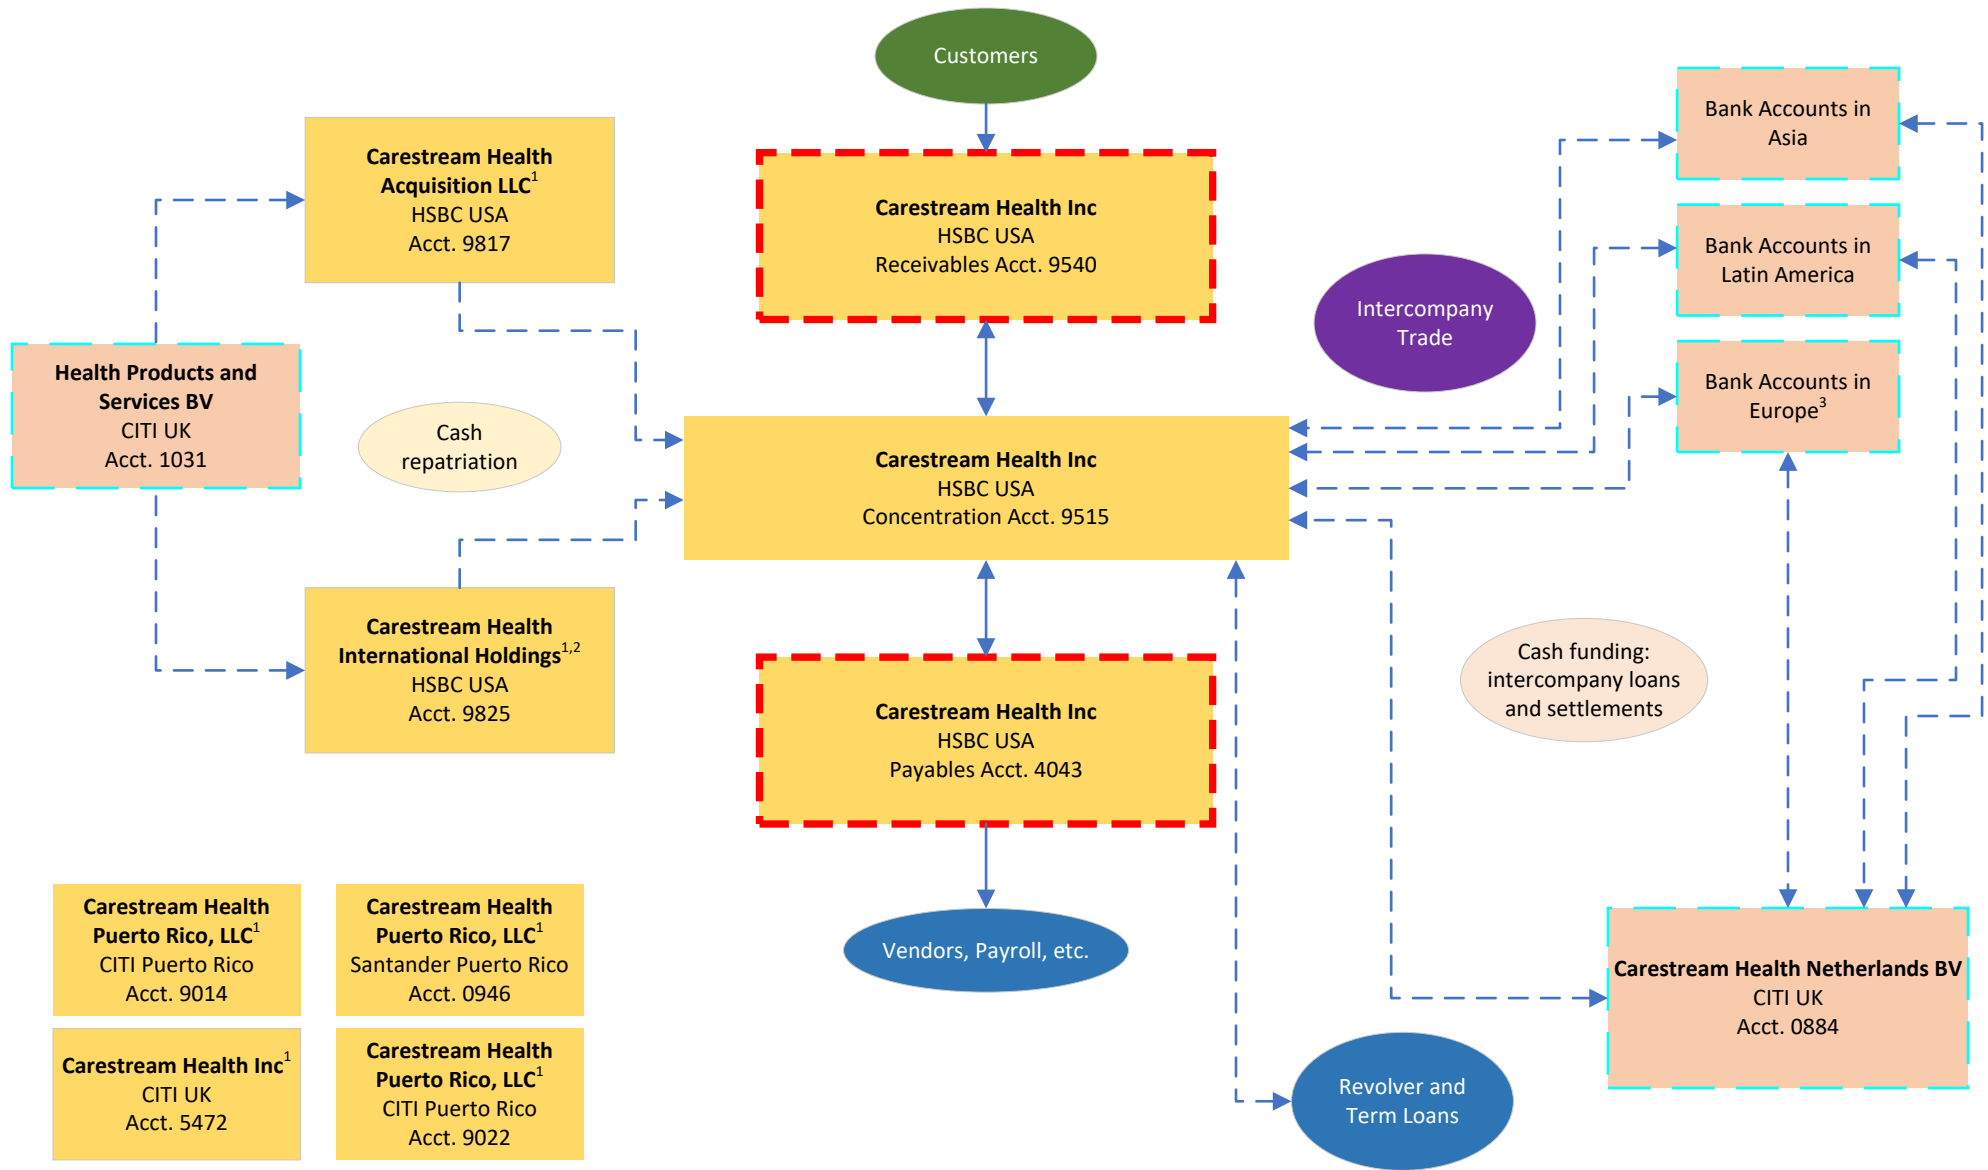 Customers
Carestream Health
Acquisition LLC1
HSBC USA
Acct. 9817
Carestream Health Inc
HSBC USA
Receivables Acct. 9540
Bank Accounts in
Asia
Bank Accounts in
Latin America
Intercompany
Trade
Bank Accounts in
Europe3
Health Products and
Services BV
CITI UK
Acct. 1031
Cash
repatriation
Carestream Health Inc
HSBC USA
Concentration Acct. 9515
Carestream Health
International Holdings1,2
HSBC USA
Acct. 9825
Carestream Health Inc
HSBC USA
Payables Acct. 4043
Cash funding:
intercompany loans
and settlements
Carestream Health
Puerto Rico, LLC1
CITI Puerto Rico
Acct. 9014
Carestream Health
Puerto Rico, LLC1
Santander Puerto Rico
Acct. 0946
Vendors, Payroll, etc.
Carestream Health Netherlands BV
CITI UK
Acct. 0884
Carestream Health Inc1
CITI UK
Acct. 5472
Carestream Health
Puerto Rico, LLC1
CITI Puerto Rico
Acct. 9022
Revolver and
Term Loans